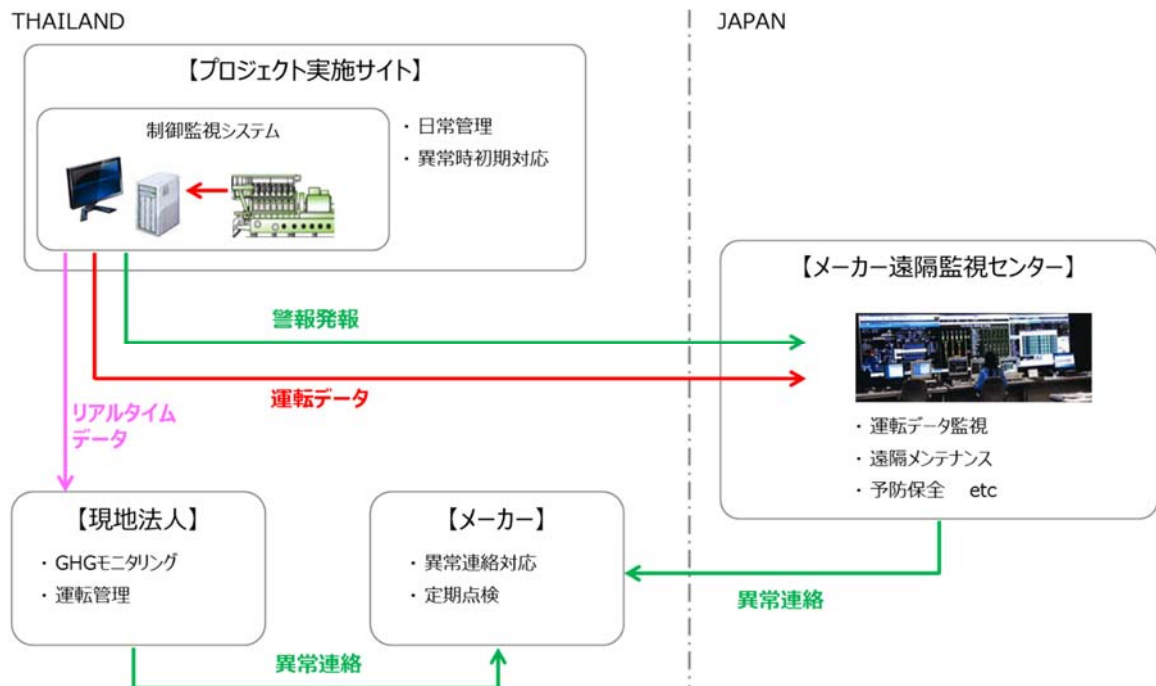 THAILAND
JAPAN
【プロジェクト実施サイト】
制御監視システム
・日常管理
・異常時初期対応
【メーカー遠隔監視センター】
警報発報
運転データ
リアルタイム
データ
・運転データ監視
・遠隔メンテナンス
・予防保全 etc
【現地法人】
・GHGモニタリング
・運転管理
【メーカー】
・異常連絡対応
・定期点検
異常連絡
異常連絡